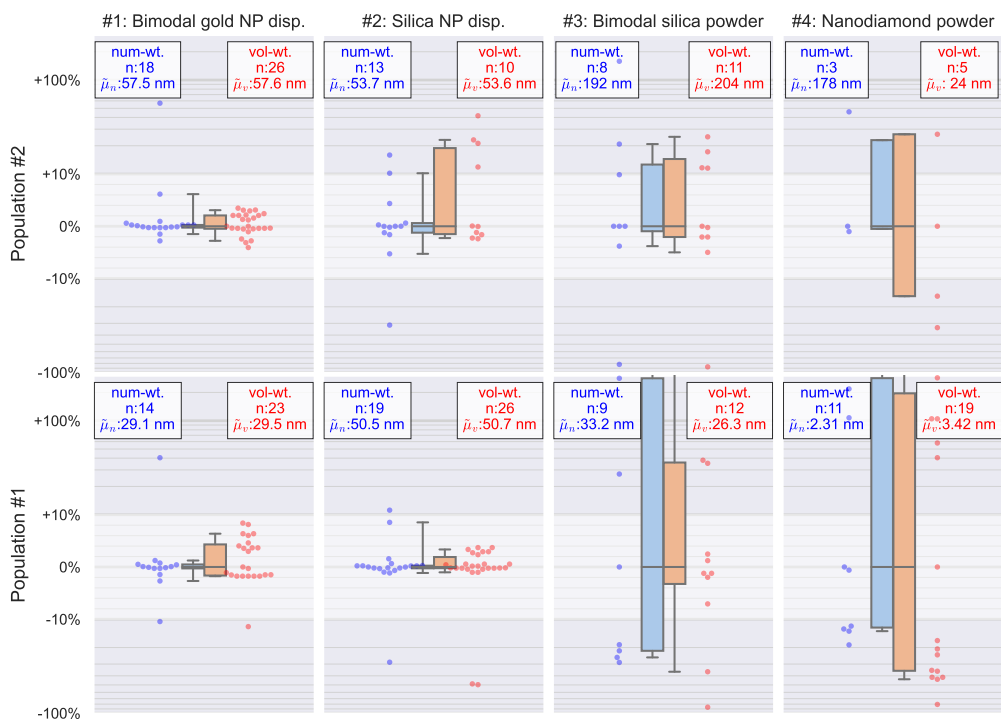 #1: Bimodal gold NP disp.
#2: Silica NP disp.
#3: Bimodal silica powder
#4: Nanodiamond powder
Population #2
+100%
+10%
0%
-10%
-100%
num-wt.
n:18
μ̃ₙ:57.5 nm
vol-wt.
n:26
μ̃ᵥ:57.6 nm
num-wt.
n:13
μ̃ₙ:53.7 nm
vol-wt.
n:10
μ̃ᵥ:53.6 nm
num-wt.
n:8
μ̃ₙ:192 nm
vol-wt.
n:11
μ̃ᵥ:204 nm
num-wt.
n:3
μ̃ₙ:178 nm
vol-wt.
n:5
μ̃ᵥ: 24 nm
Population #1
+100%
+10%
0%
-10%
-100%
num-wt.
n:14
μ̃ₙ:29.1 nm
vol-wt.
n:23
μ̃ᵥ:29.5 nm
num-wt.
n:19
μ̃ₙ:50.5 nm
vol-wt.
n:26
μ̃ᵥ:50.7 nm
num-wt.
n:9
μ̃ₙ:33.2 nm
vol-wt.
n:12
μ̃ᵥ:26.3 nm
num-wt.
n:11
μ̃ₙ:2.31 nm
vol-wt.
n:19
μ̃ᵥ:3.42 nm